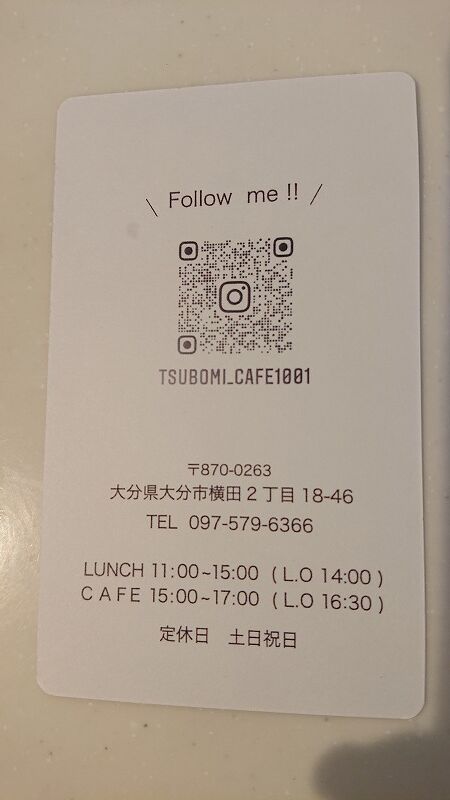 \ Follow me !! /
TSUBOMI_CAFE1001
〒870-0263
大分県大分市横田2丁目18-46
TEL 097-579-6366
LUNCH 11:00~15:00 ( L.O 14:00 )
CAFE 15:00~17:00 ( L.O 16:30 )
定休日 土日祝日